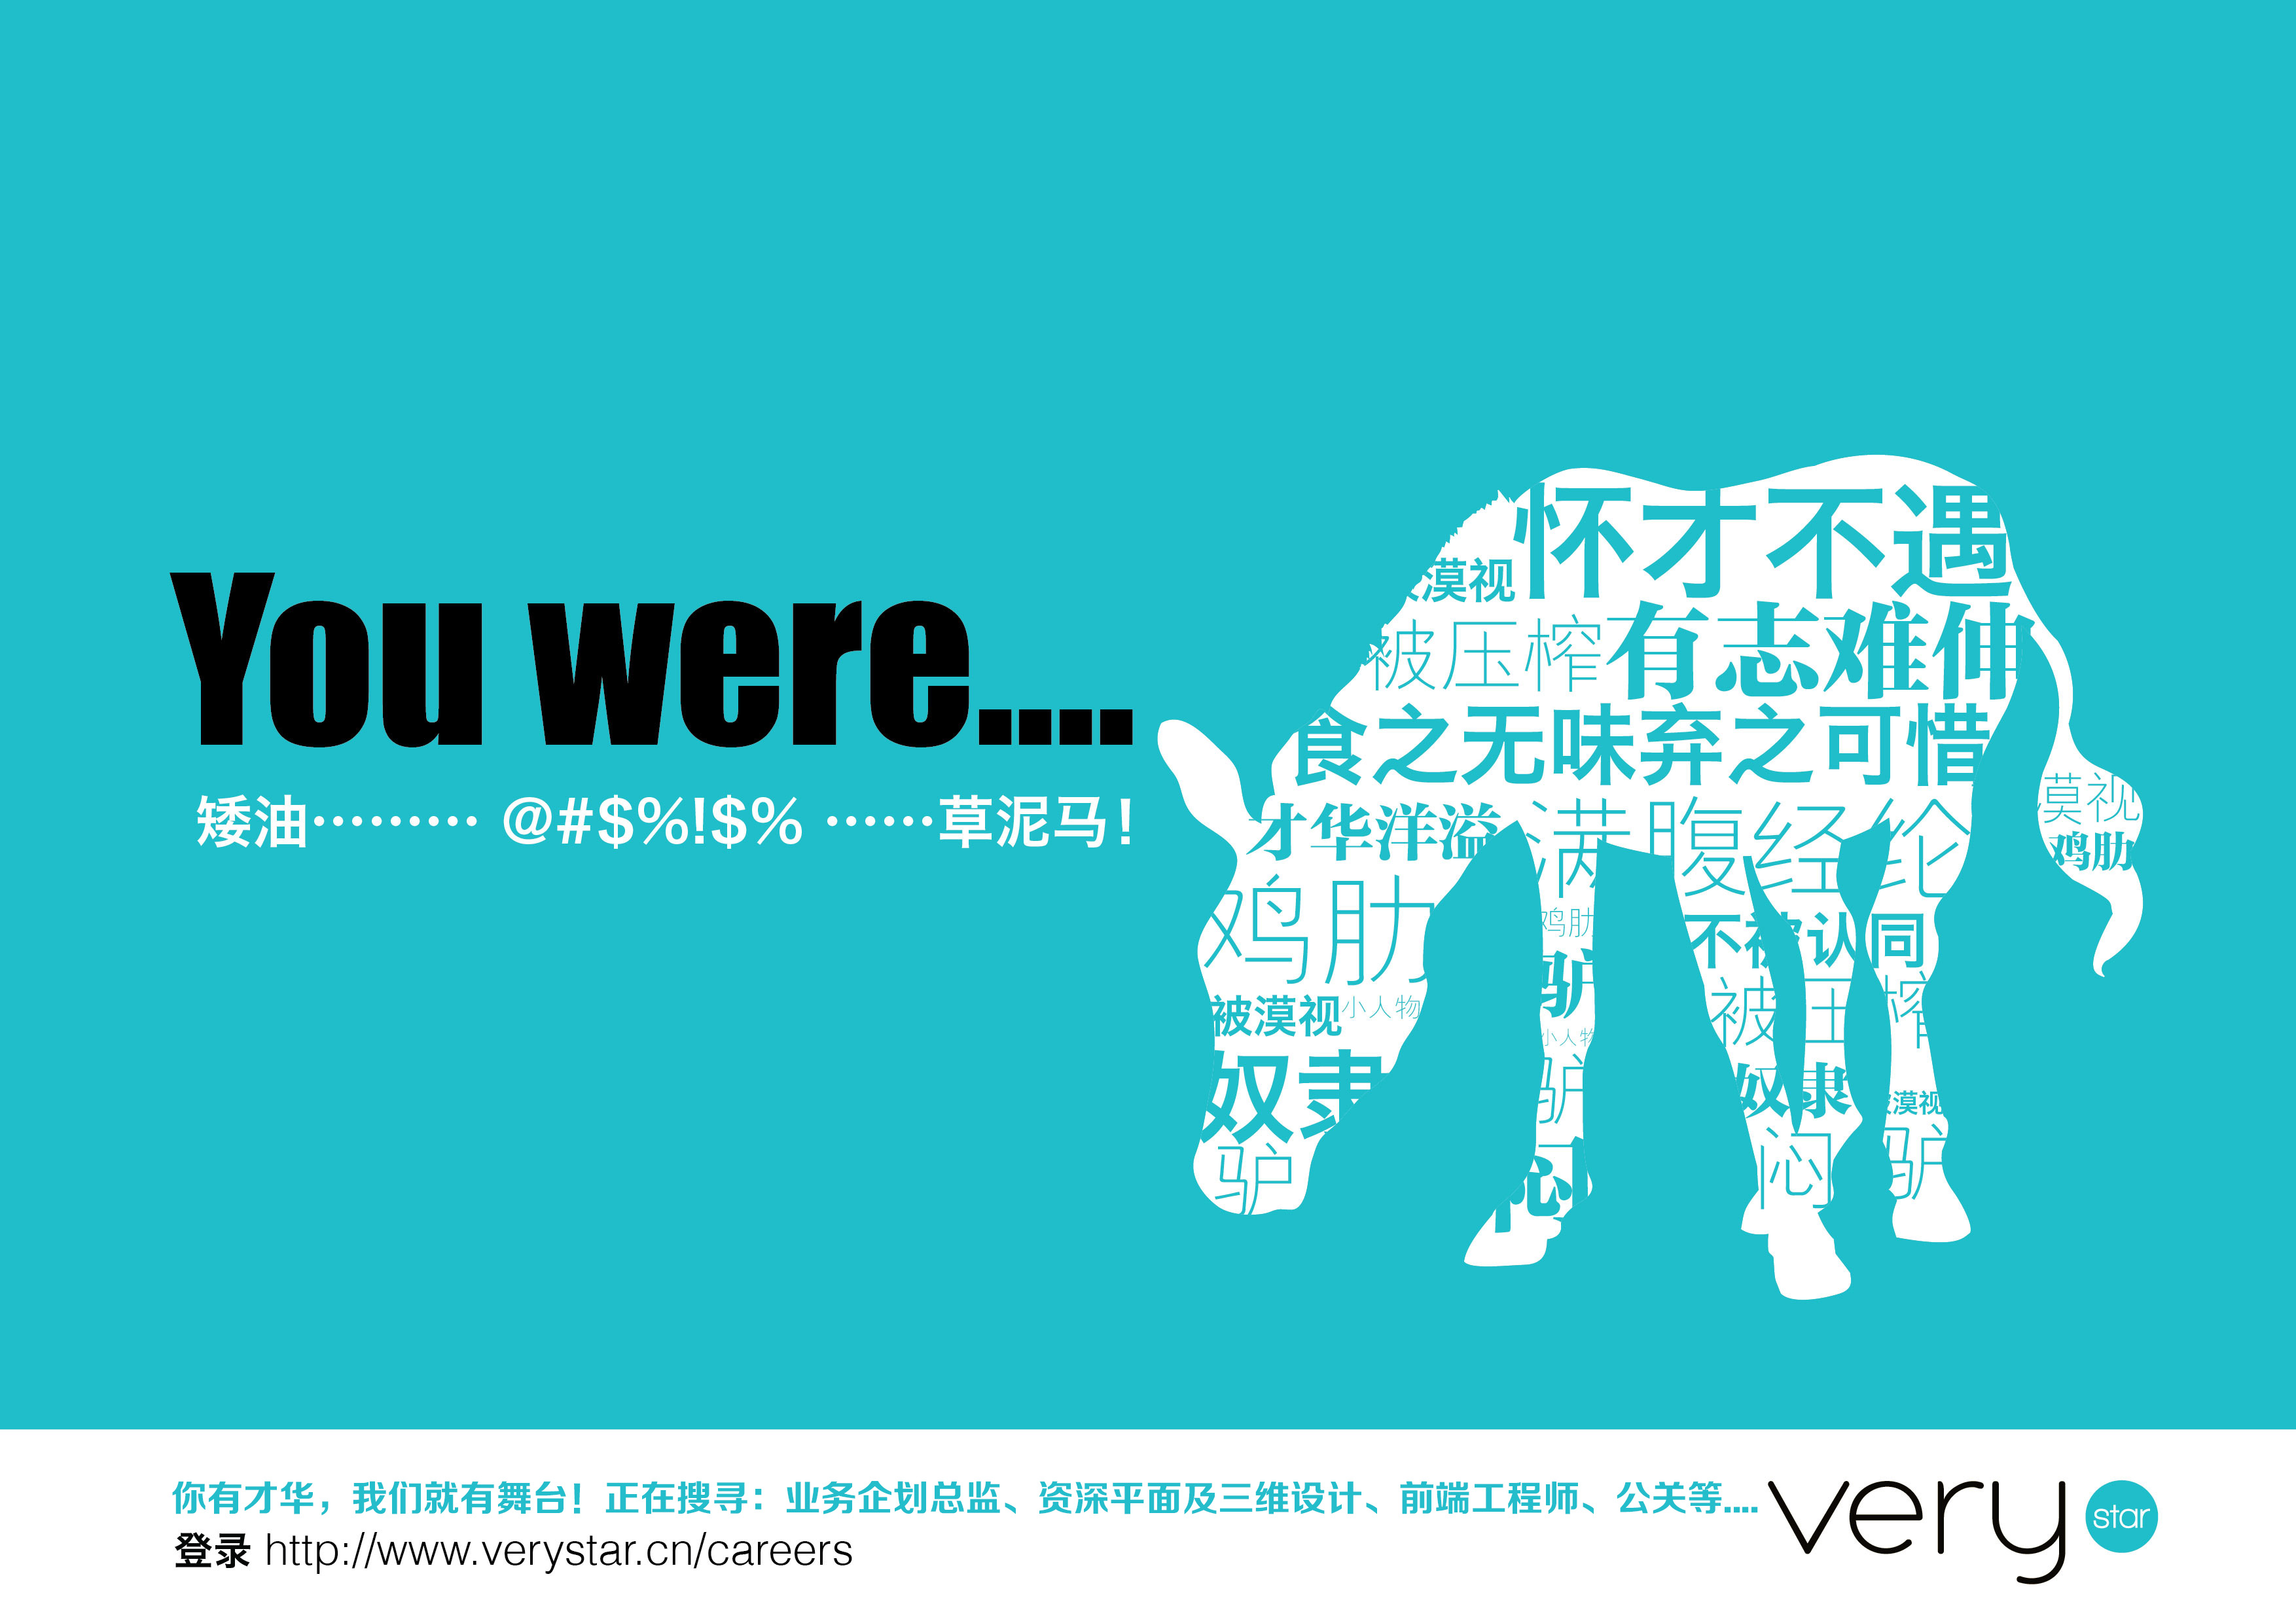 You were....
矮油……… @#$%!$% ……草泥马!
怀才不遇
漠视
被压榨有志难伸
食之无味弃之可惜
才华洋溢 满腹经纶
莫视
鸡肋
鸡肋
鸡肋
不被认同
驴
被漠视小人物
小人物
被压榨
奴隶
驴
奴隶
漠视
驴
闷
闷
驴
你有才华，我们就有舞台！正在搜寻：业务企划总监、资深平面及三维设计、前端工程师、公关等....
登录 http://www.verystar.cn/careers
very star